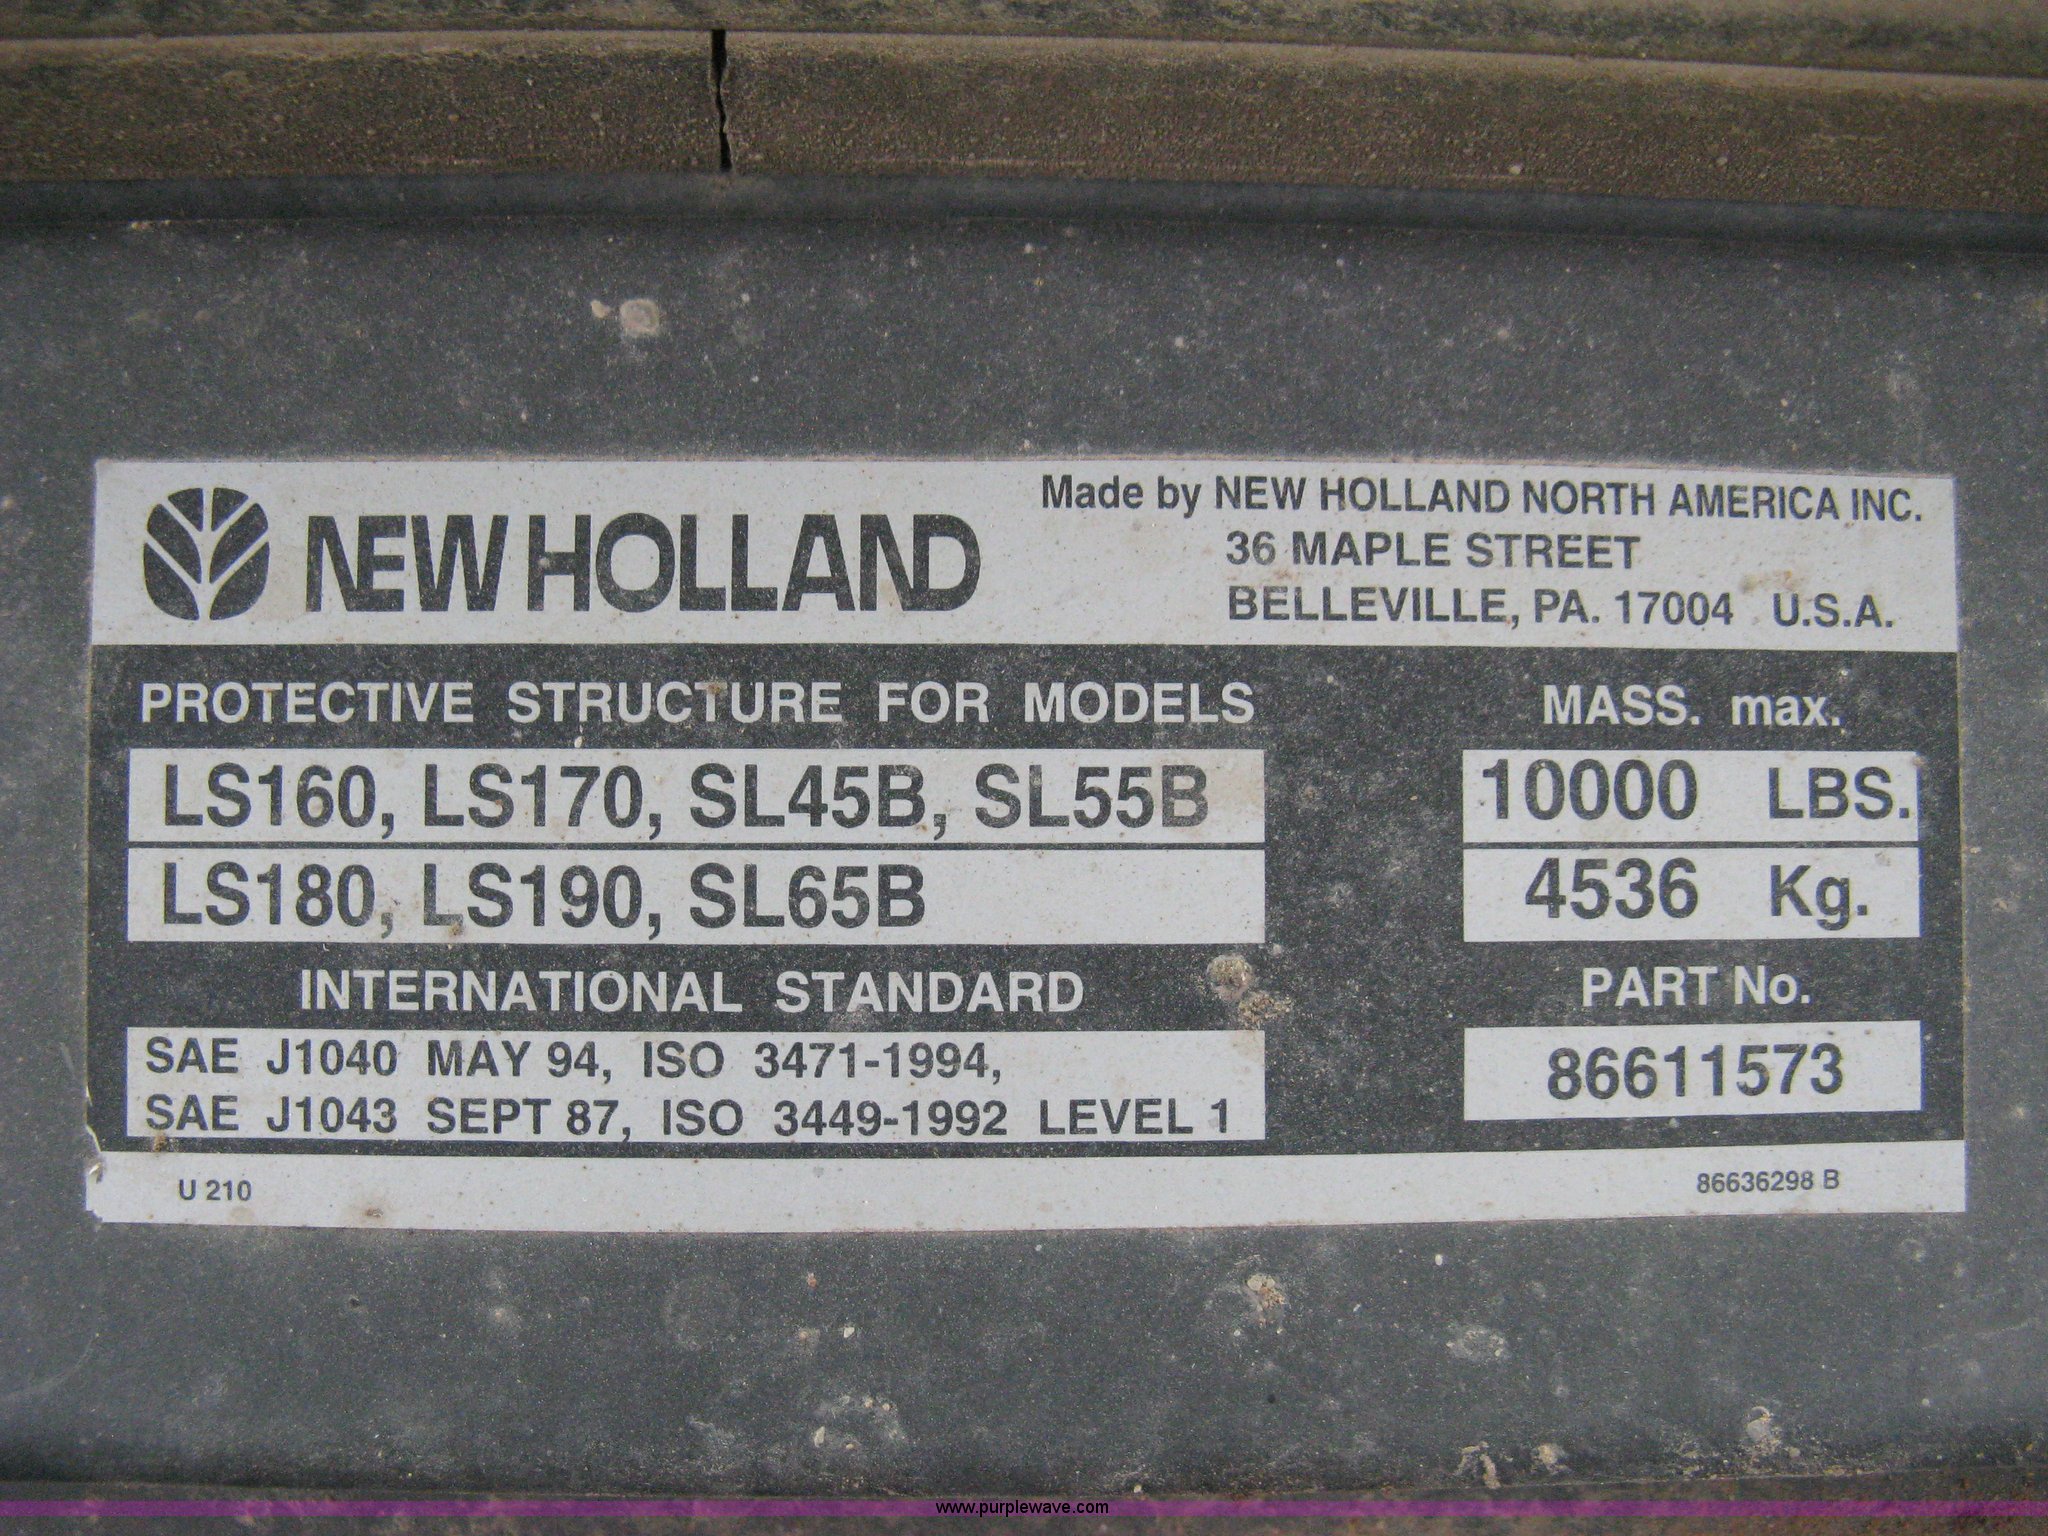 NEW HOLLAND
Made by NEW HOLLAND NORTH AMERICA INC.
36 MAPLE STREET
BELLEVILLE, PA. 17004 U.S.A.
PROTECTIVE STRUCTURE FOR MODELS
LS160, LS170, SL45B, SL55B
LS180, LS190, SL65B
MASS. max.
10000 LBS.
4536 Kg.
INTERNATIONAL STANDARD
SAE J1040 MAY 94, ISO 3471-1994,
SAE J1043 SEPT 87, ISO 3449-1992 LEVEL 1
PART No.
86611573
U 210
86636298 B
www.purplewave.com